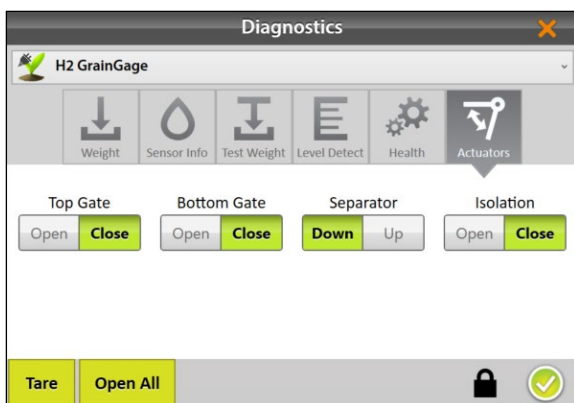 Diagnostics
H2 GrainGage
Weight Sensor Info Test Weight Level Detect Health Actuators
Top Gate Bottom Gate Separator Isolation
Open Close Open Close Down Up Open Close
Tare Open All